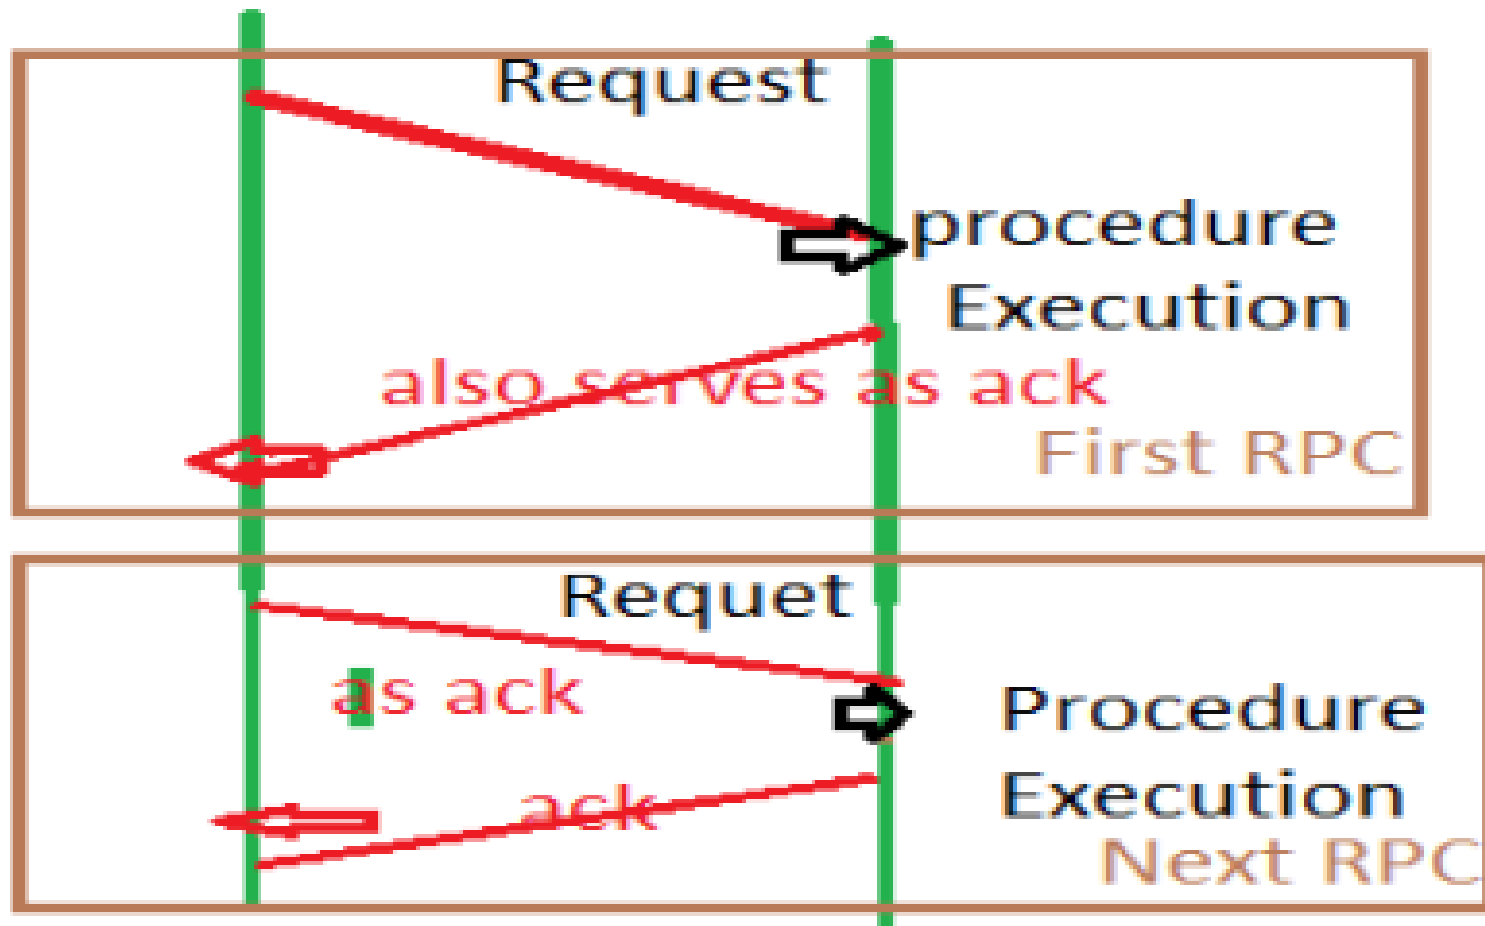 Request
procedure
Execution
also serves as ack
First RPC
Requet
as ack
Procedure
Execution
ack
Next RPC